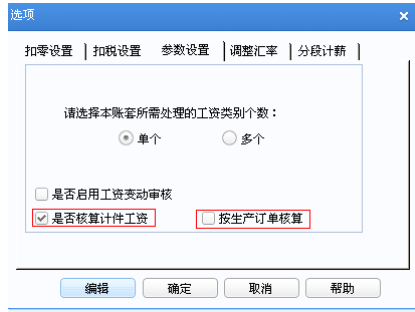 选项
扣零设置 扣税设置 参数设置 调整汇率 分段计薪
请选择本账套所需处理的工资类别个数：
单个 多个
是否启用工资变动审核
是否核算计件工资 按生产订单核算
编辑 确定 取消 帮助